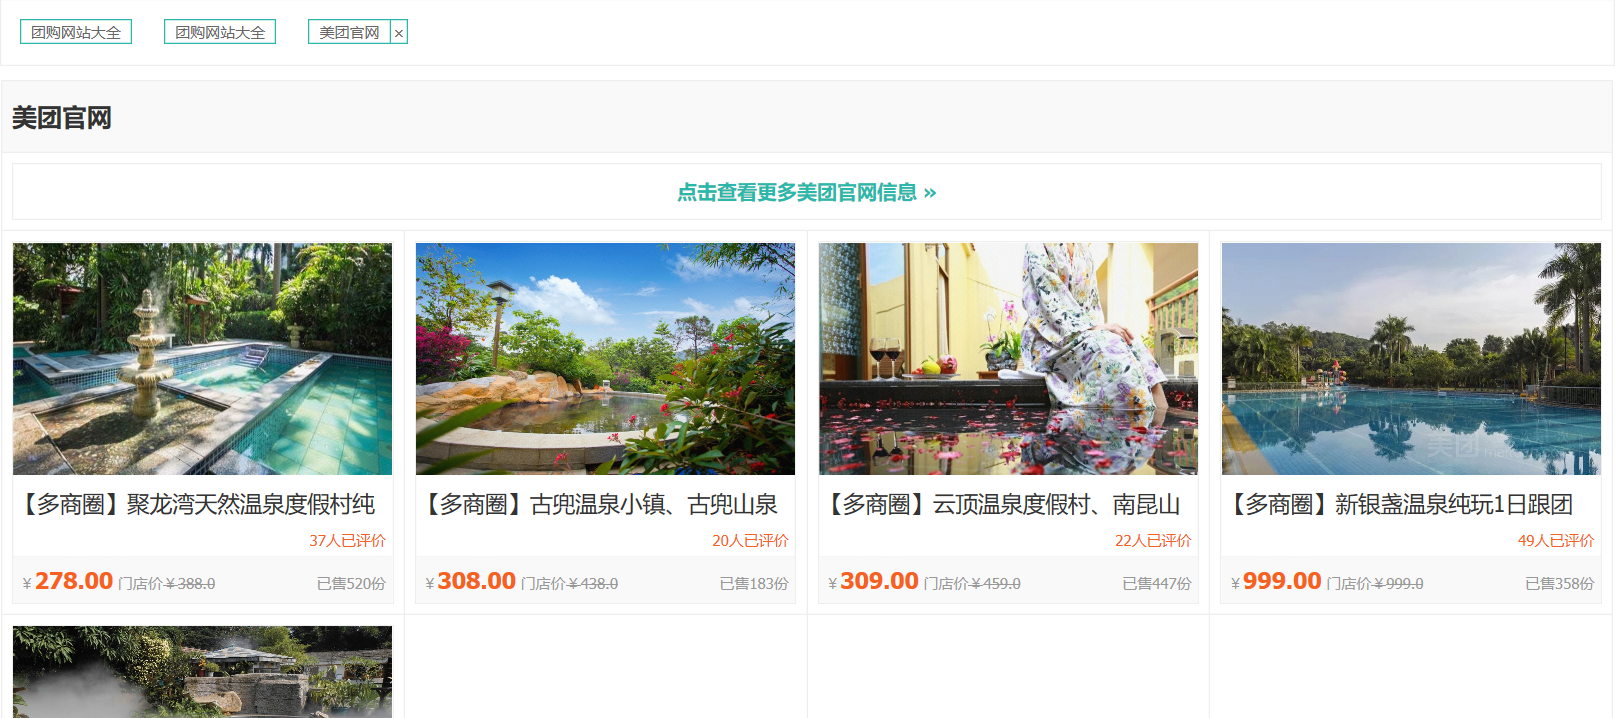 团购网站大全 团购网站大全 美团官网 ×
美团官网
点击查看更多美团官网信息 »
美团
【多商圈】聚龙湾天然温泉度假村纯
【多商圈】古兜温泉小镇、古兜山泉
【多商圈】云顶温泉度假村、南昆山
【多商圈】新银盏温泉纯玩1日跟团
37人已评价
20人已评价
22人已评价
49人已评价
¥ 278.00 门店价 ¥ 388.0 已售520份
¥ 308.00 门店价 ¥ 438.0 已售183份
¥ 309.00 门店价 ¥ 459.0 已售447份
¥ 999.00 门店价 ¥ 999.0 已售358份